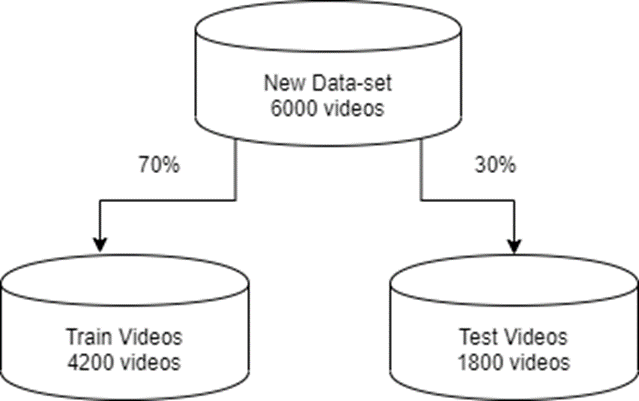 New Data-set
6000 videos
70%
30%
Train Videos
4200 videos
Test Videos
1800 videos